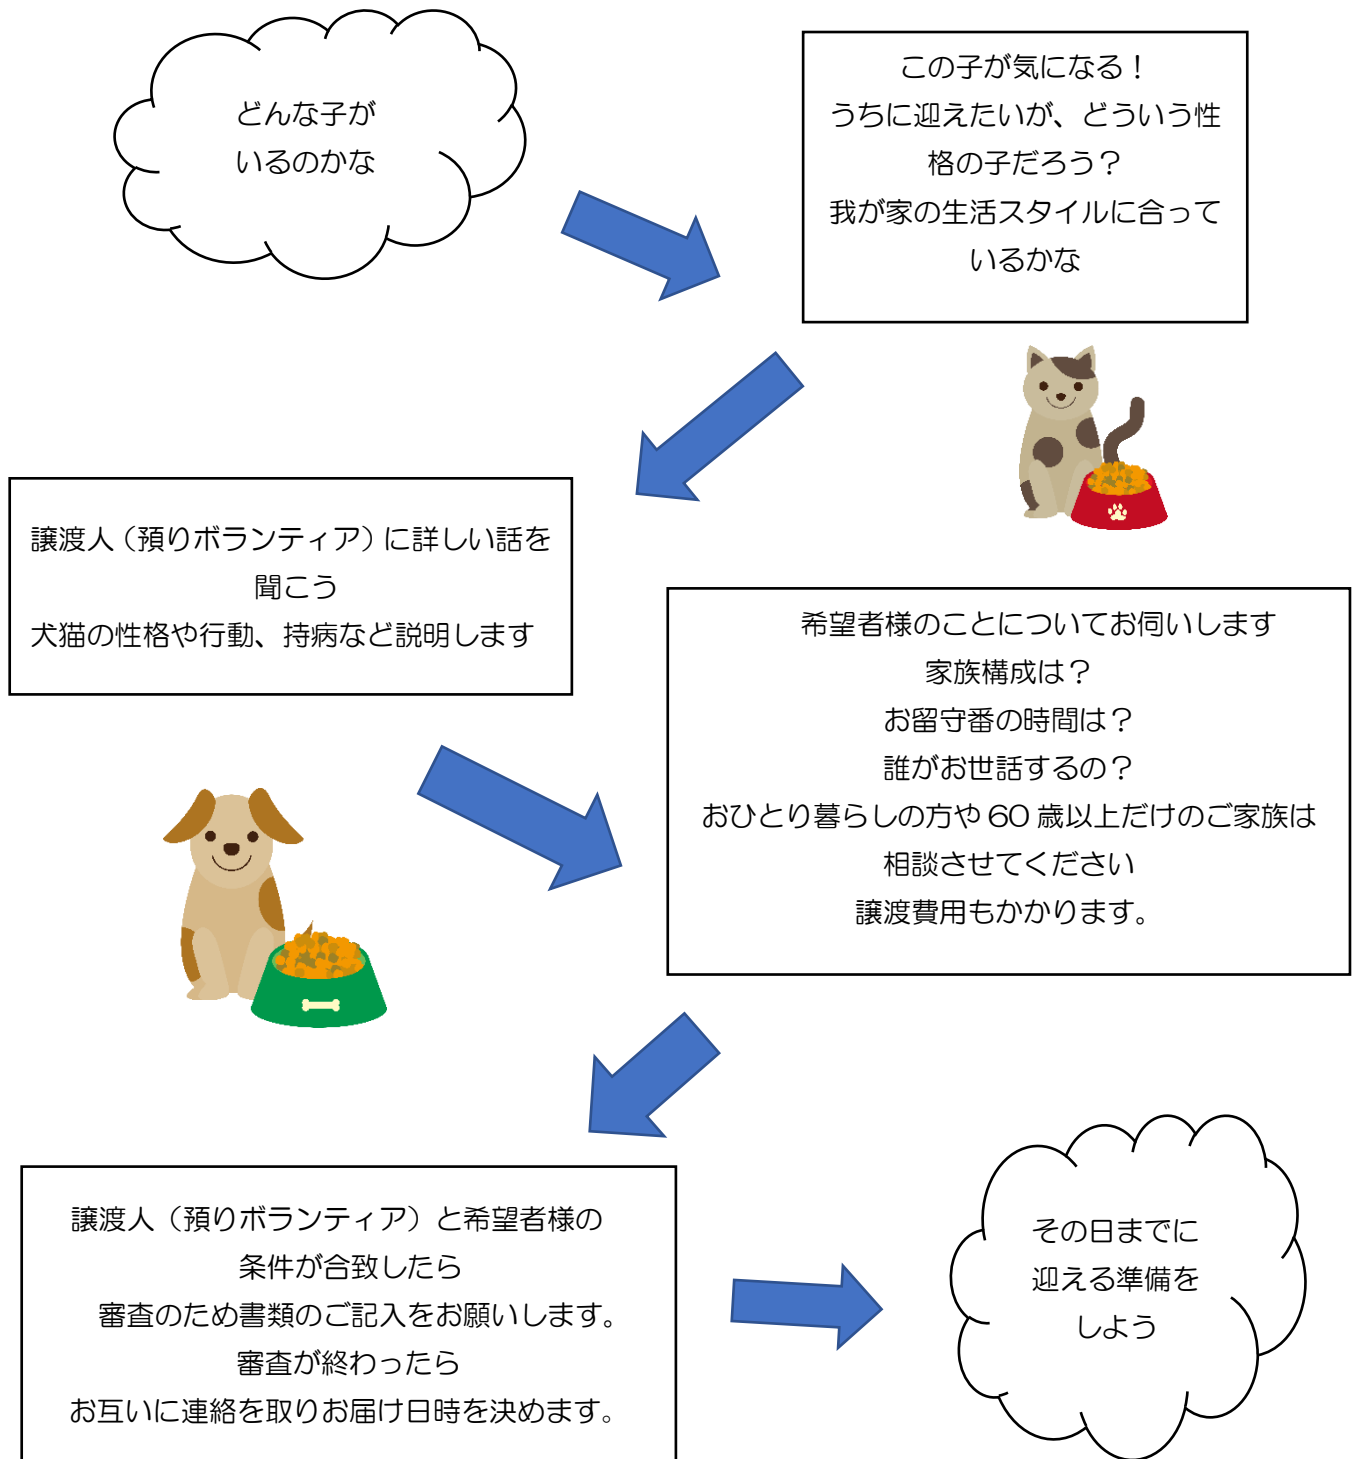 どんな子が
いるのかな
この子が気になる！
うちに迎えたいが、どういう性
格の子だろう？
我が家の生活スタイルに合って
いるかな
譲渡人（預りボランティア）に詳しい話を
聞こう
犬猫の性格や行動、持病など説明します
希望者様のことについてお伺いします
家族構成は？
お留守番の時間は？
誰がお世話するの？
おひとり暮らしの方や 60 歳以上だけのご家族は
相談させてください
譲渡費用もかかります。
譲渡人（預りボランティア）と希望者様の
条件が合致したら
審査のため書類のご記入をお願いします。
審査が終わったら
お互いに連絡を取りお届け日時を決めます。
その日までに
迎える準備を
しよう